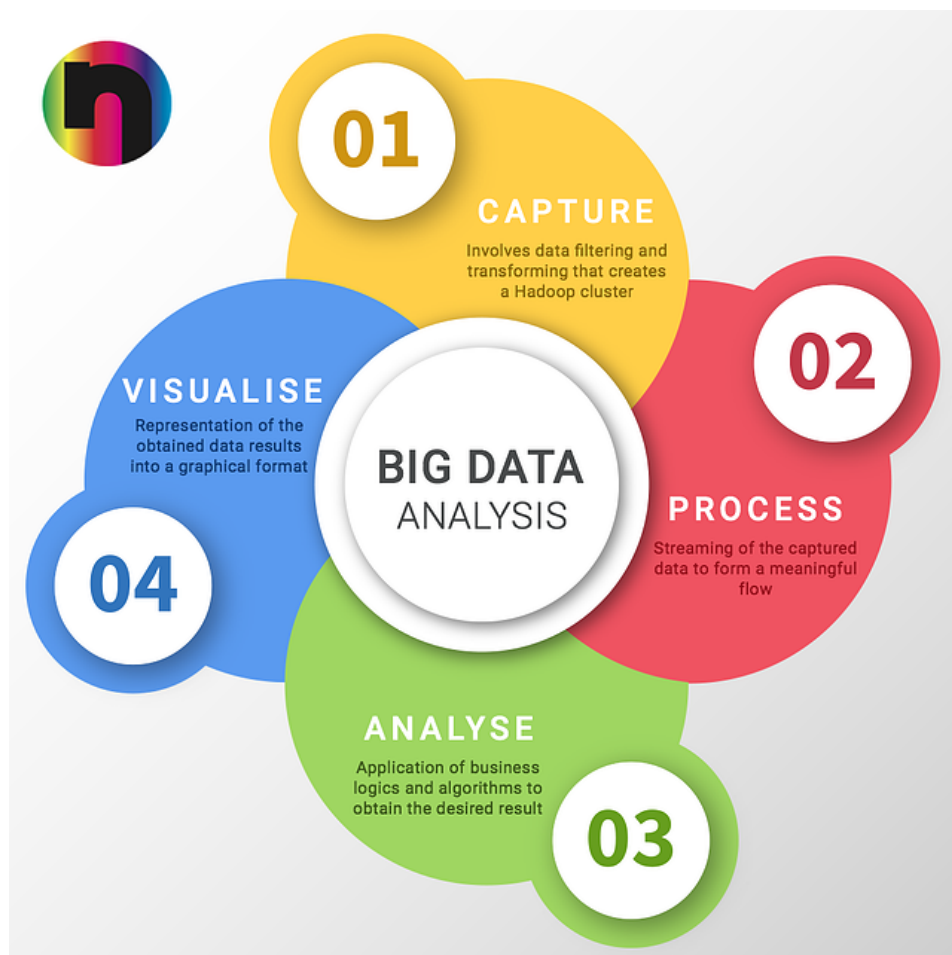 n
01
CAPTURE
Involves data filtering and
transforming that creates
a Hadoop cluster
02
PROCESS
Streaming of the captured
data to form a meaningful
flow
ANALYSE
Application of business
logics and algorithms to
obtain the desired result
03
VISUALISE
Representation of the
obtained data results
into a graphical format
04
BIG DATA
ANALYSIS